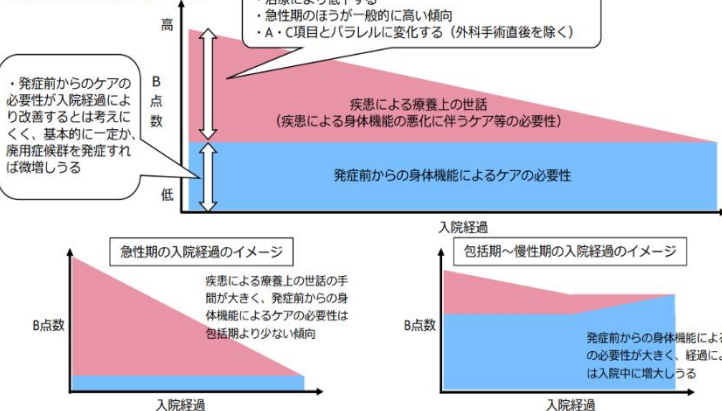 ・治療により低下する
・急性期のほうが一般的に高い傾向
・A・C項目とパラレルに変化する（外科手術直後を除く）
高
B
点
数
低
・発症前からのケアの
必要性が入院経過によ
り改善するとは考えに
くく、基本的に一定か、
廃用症候群を発症すれ
ば微増しうる
疾患による療養上の世話
（疾患による身体機能の悪化に伴うケア等の必要性）
発症前からの身体機能によるケアの必要性
入院経過
急性期の入院経過のイメージ
疾患による療養上の世話の手
間が大きく、発症前からの身
体機能によるケアの必要性は
包括期より少ない傾向
B点数
入院経過
包括期～慢性期の入院経過のイメージ
B点数
発症前からの身体機能による
の必要性が大きく、経過によ
は入院中に増大しうる
入院経過